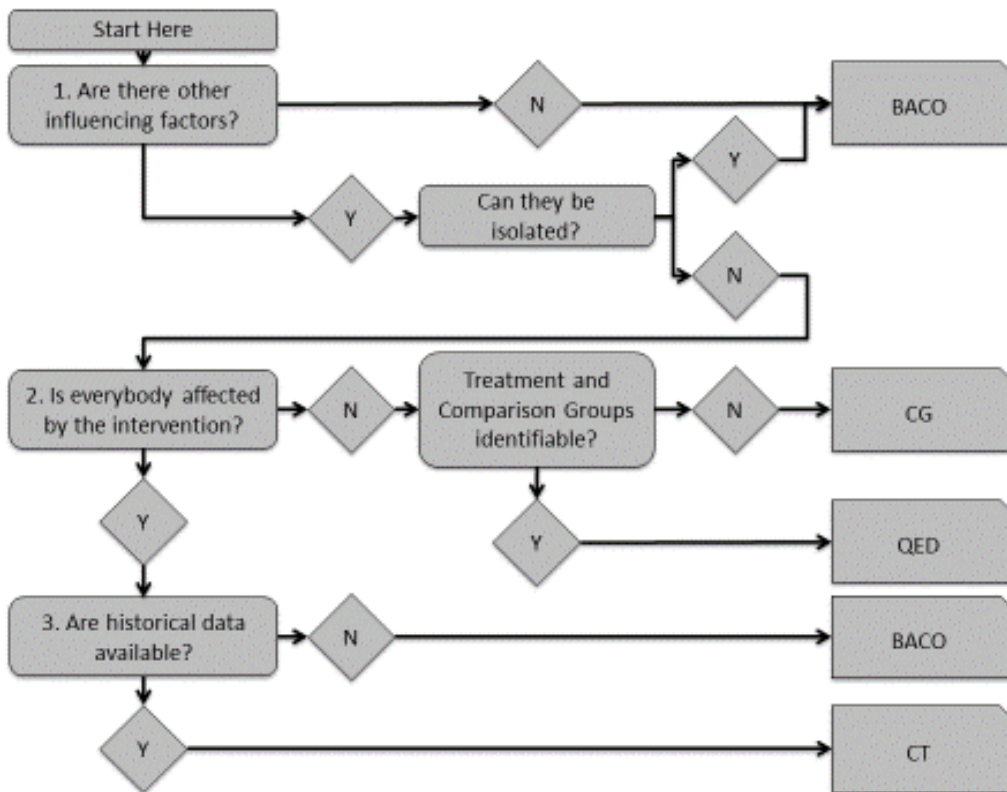 Start Here
1. Are there other
influencing factors?
N
BACO
Y
Y
Can they be
isolated?
N
2. Is everybody affected
by the intervention?
N
Treatment and
Comparison Groups
identifiable?
N
CG
Y
Y
QED
3. Are historical data
available?
N
BACO
Y
CT